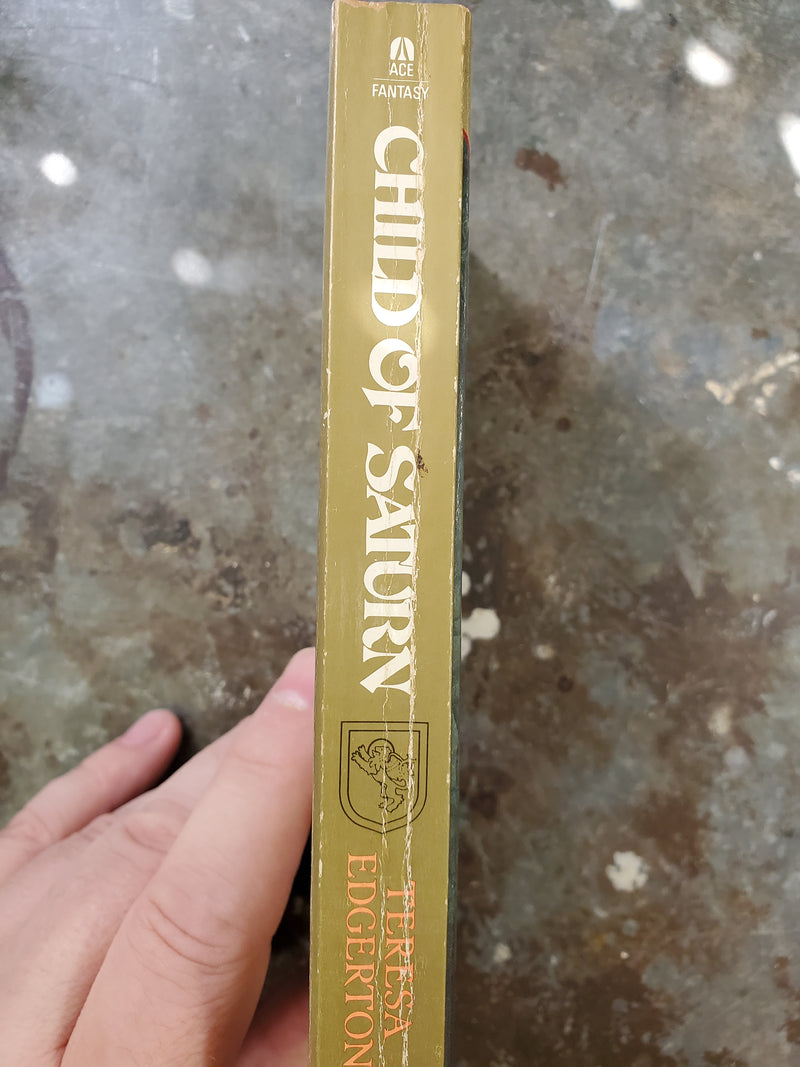 ACE
FANTASY
CHILD OF SATURN
TERESA
EDGERTON